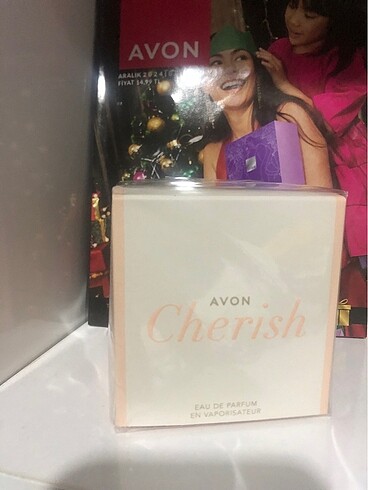 AVON
ARALIK 2024
FİYAT 14,99 TL
AVON
Cherish
EAU DE PARFUM
EN VAPORISATEUR